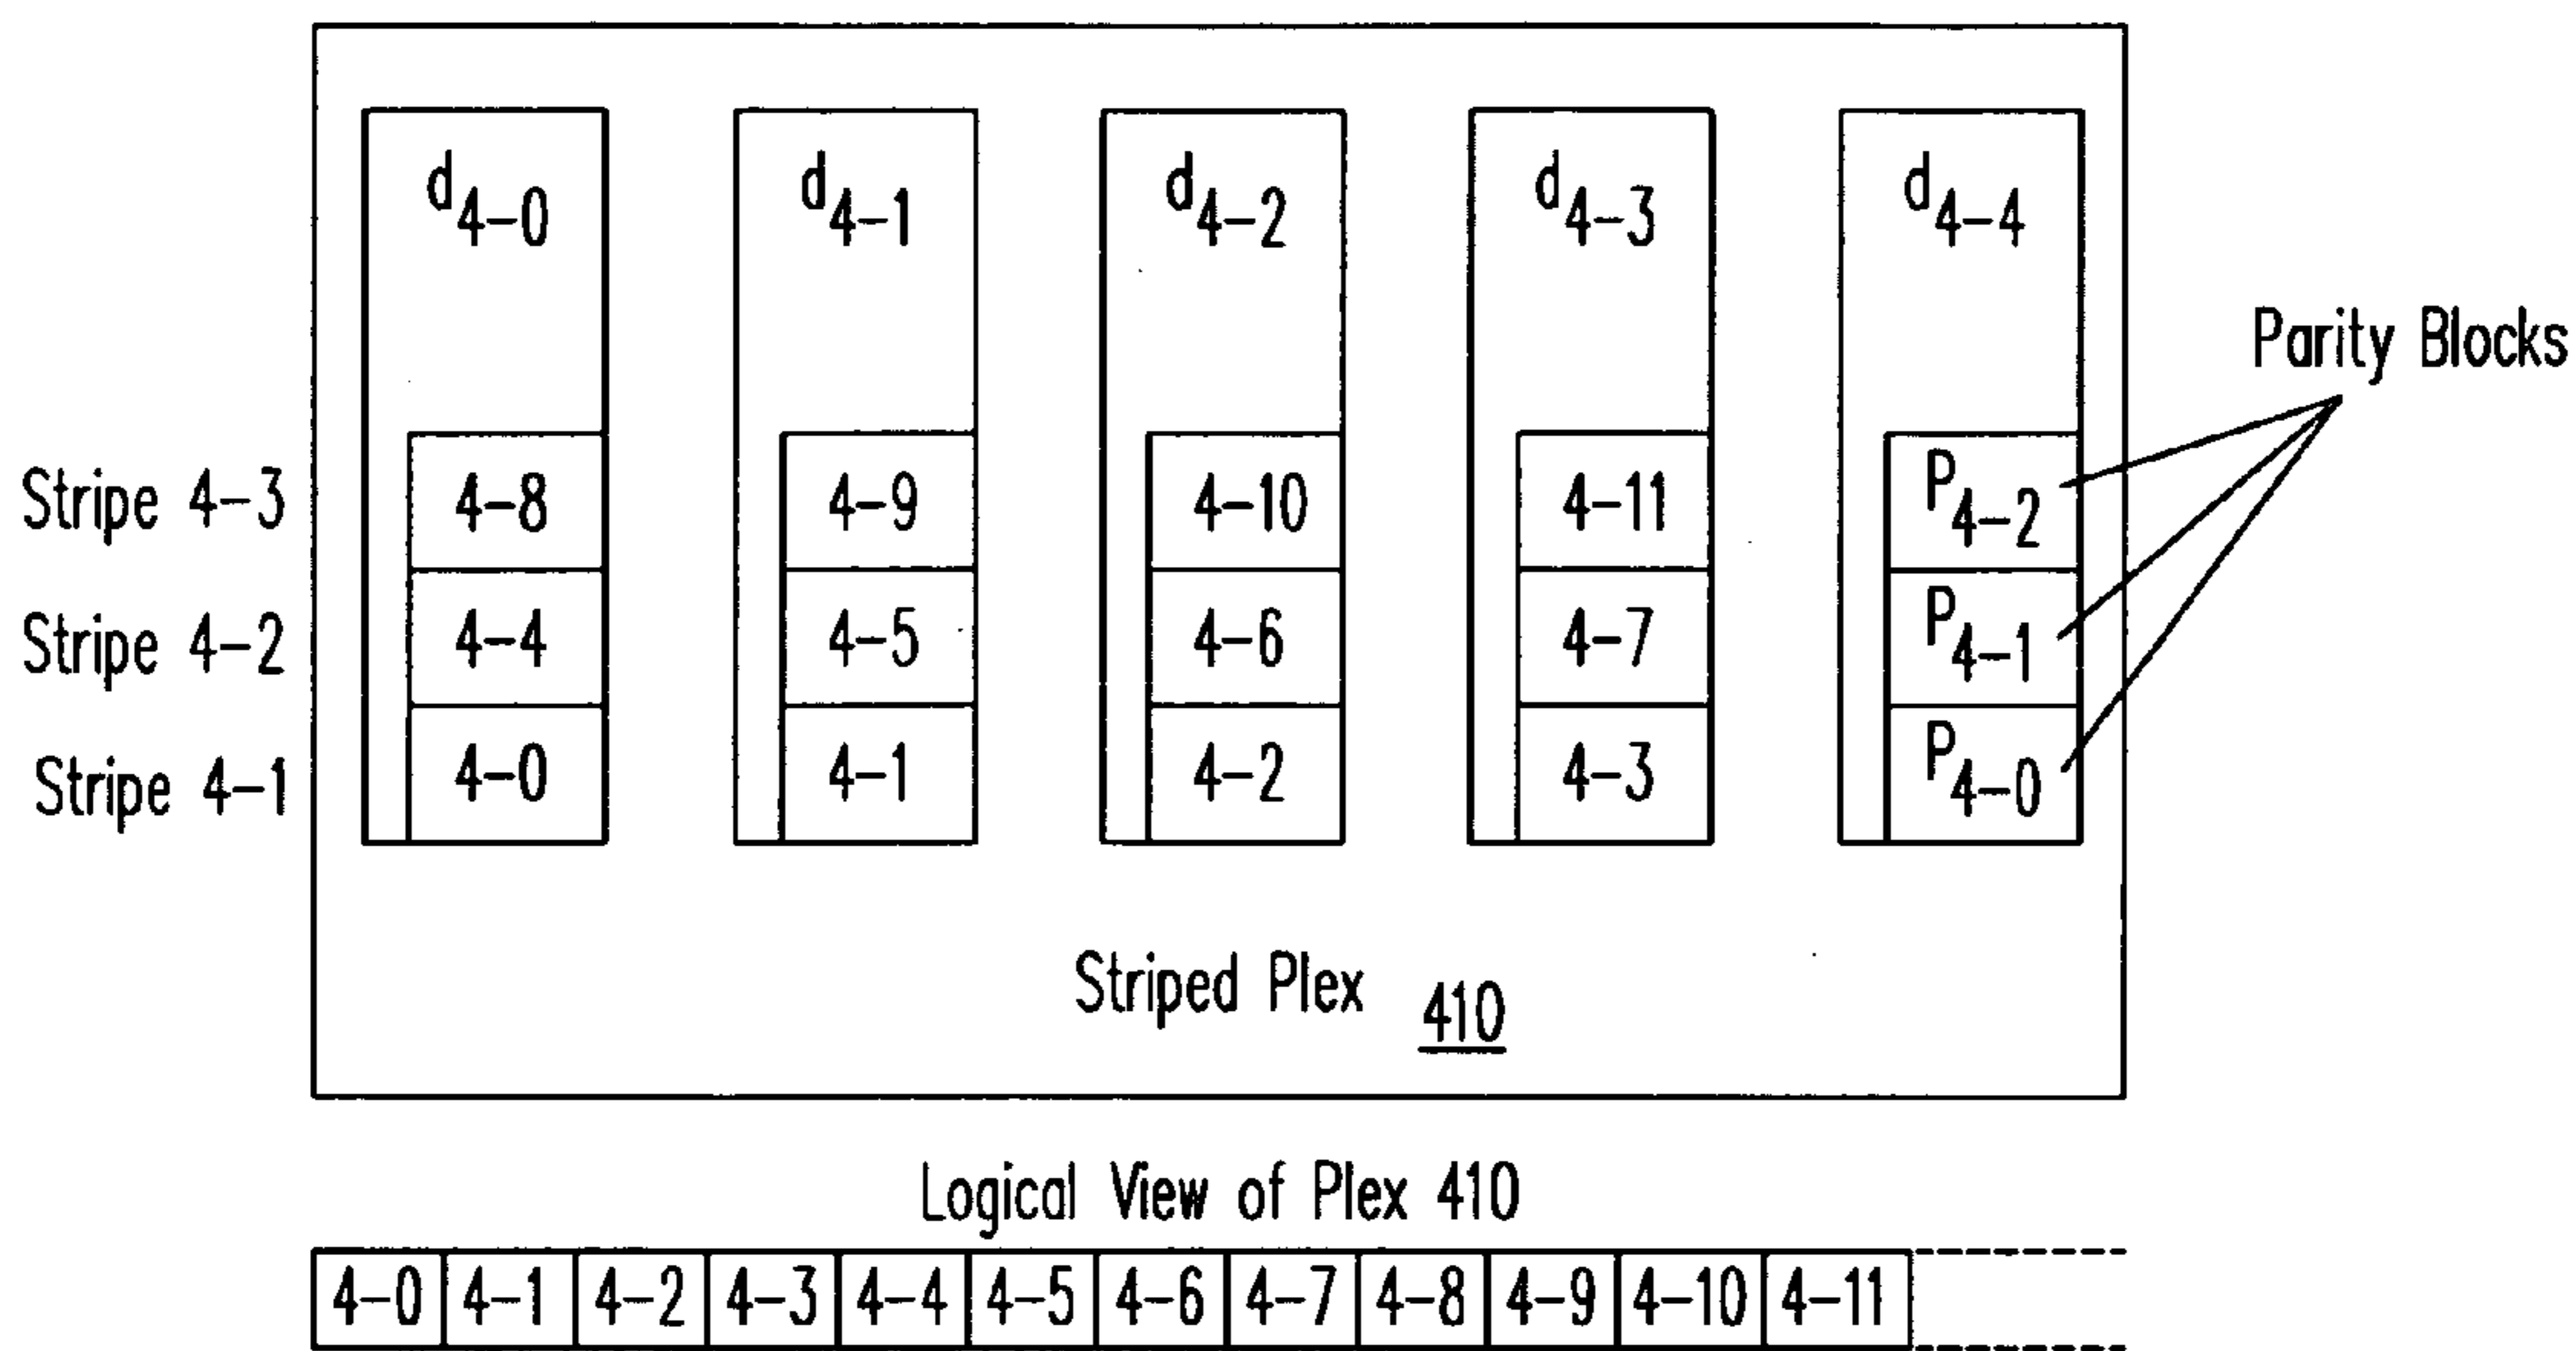 d4-0 d4-1 d4-2 d4-3 d4-4
Parity Blocks
Stripe 4-3 4-8 4-9 4-10 4-11 P4-2
Stripe 4-2 4-4 4-5 4-6 4-7 P4-1
Stripe 4-1 4-0 4-1 4-2 4-3 P4-0
Striped Plex 410
Logical View of Plex 410
4-0 4-1 4-2 4-3 4-4 4-5 4-6 4-7 4-8 4-9 4-10 4-11